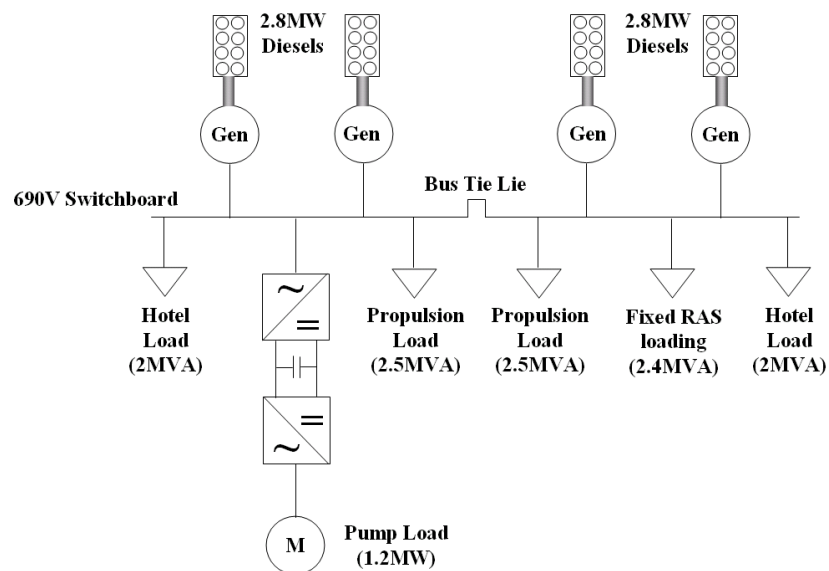 2.8MW
Diesels
2.8MW
Diesels
Gen
Gen
Gen
Gen
690V Switchboard
Bus Tie Lie
Hotel
Load
(2MVA)
Propulsion
Load
(2.5MVA)
Propulsion
Load
(2.5MVA)
Fixed RAS
loading
(2.4MVA)
Hotel
Load
(2MVA)
~
=
=
~
M
Pump Load
(1.2MW)